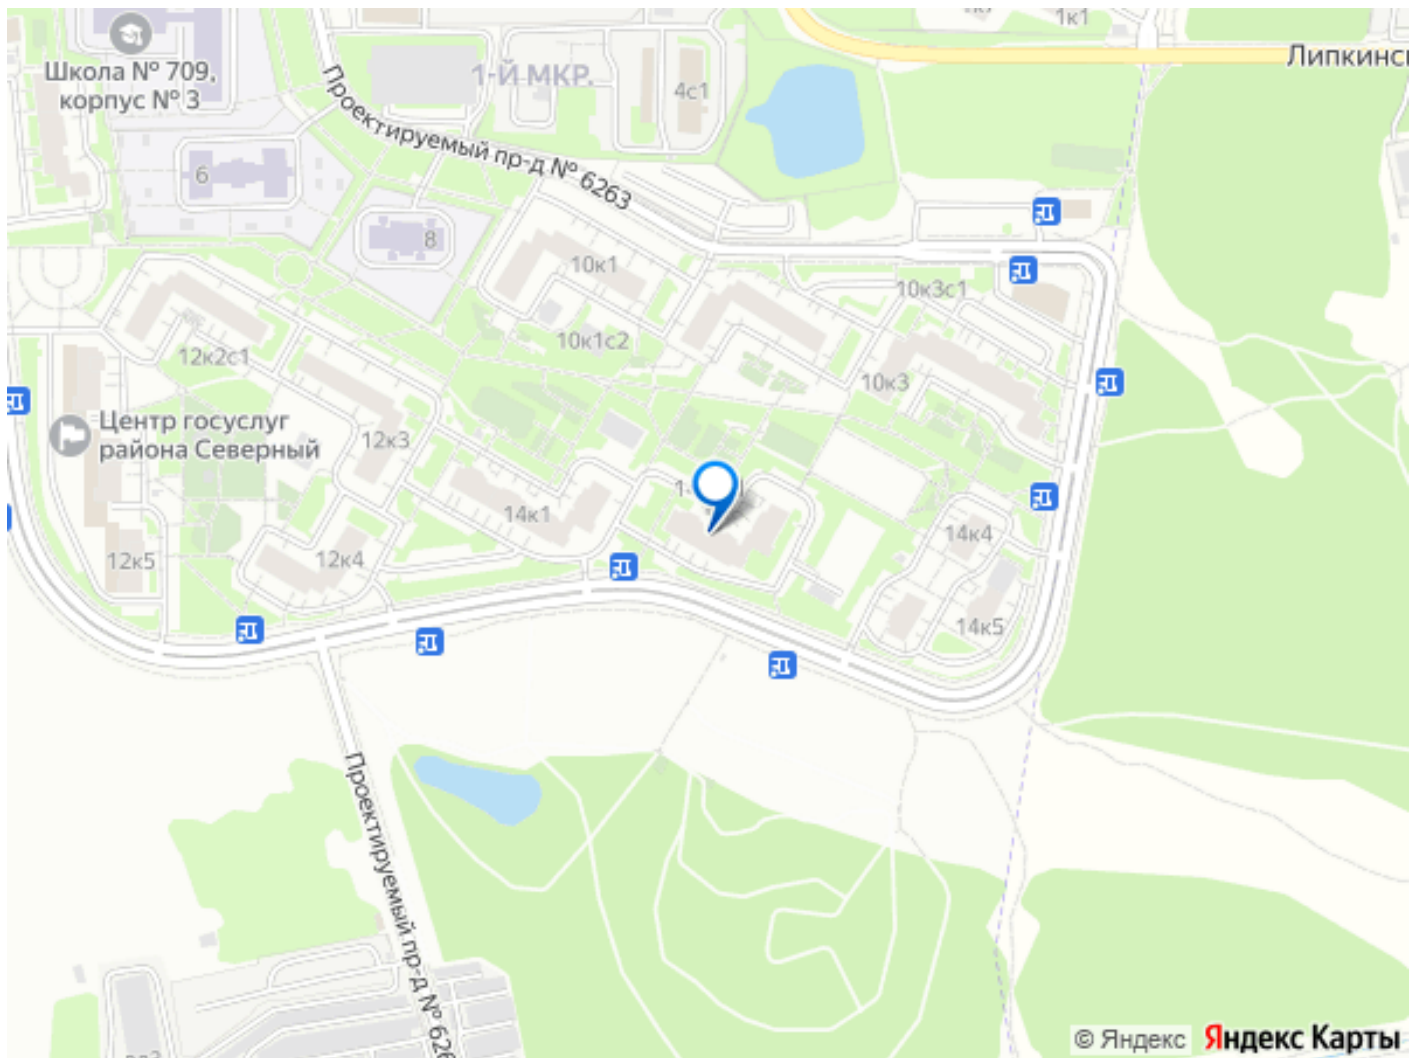 1к1
Липкинс
Школа № 709,
корпус № 3
1-Й МКР.
4с1
Проектируемый пр-д № 6263
6
8
10к1
10к3с1
10к1с2
12к2с1
10к3
Центр госуслуг
района Северный
12к3
14к1
14к4
12к5
12к4
14к5
Проектируемый пр-д № 626
© Яндекс Яндекс Карты